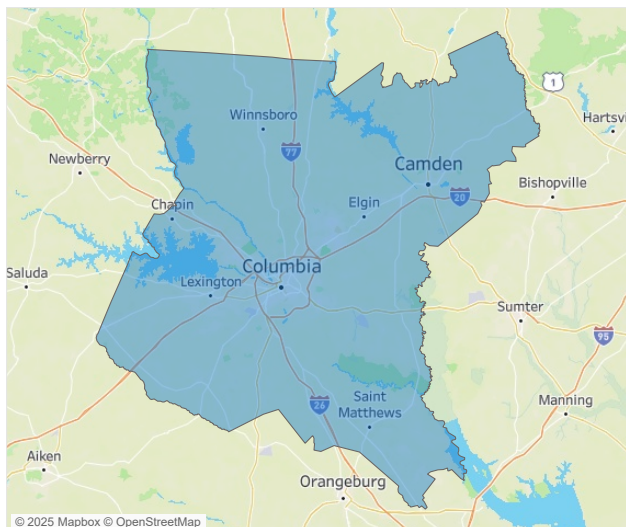 1
Hartsv
Winnsboro
77
Newberry
Camden
Bishopville
20
Elgin
Chapin
Columbia
Saluda
Lexington
Sumter
95
26
Saint
Matthews
Manning
Aiken
Orangeburg
© 2025 Mapbox © OpenStreetMap